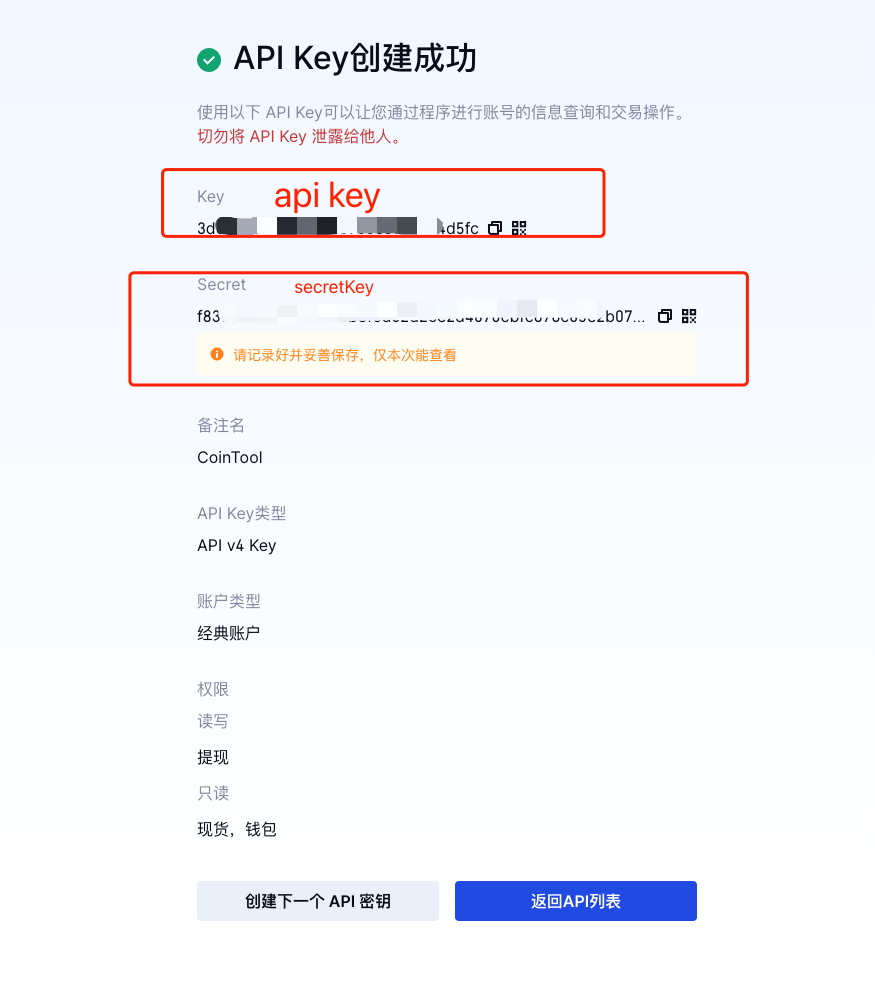 API Key创建成功
使用以下 API Key可以让您通过程序进行账号的信息查询和交易操作。
切勿将 API Key 泄露给他人。
Key
api key
3d 4d5fc
Secret
secretKey
f83 2b07...
请记录好并妥善保存，仅本次能查看
备注名
CoinTool
API Key类型
API v4 Key
账户类型
经典账户
权限
读写
提现
只读
现货，钱包
创建下一个 API 密钥
返回API列表